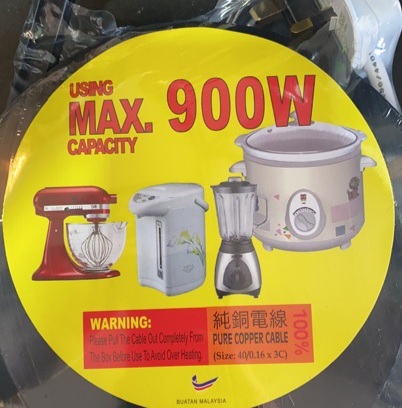 USING
MAX. 900W
CAPACITY
WARNING:
Please Pull The Cable Out Completely From
The Box Before Use To Avoid Over Heating.
純銅電線
PURE COPPER CABLE
(Size: 40/0.16 x 3C)
100%
BUATAN MALAYSIA